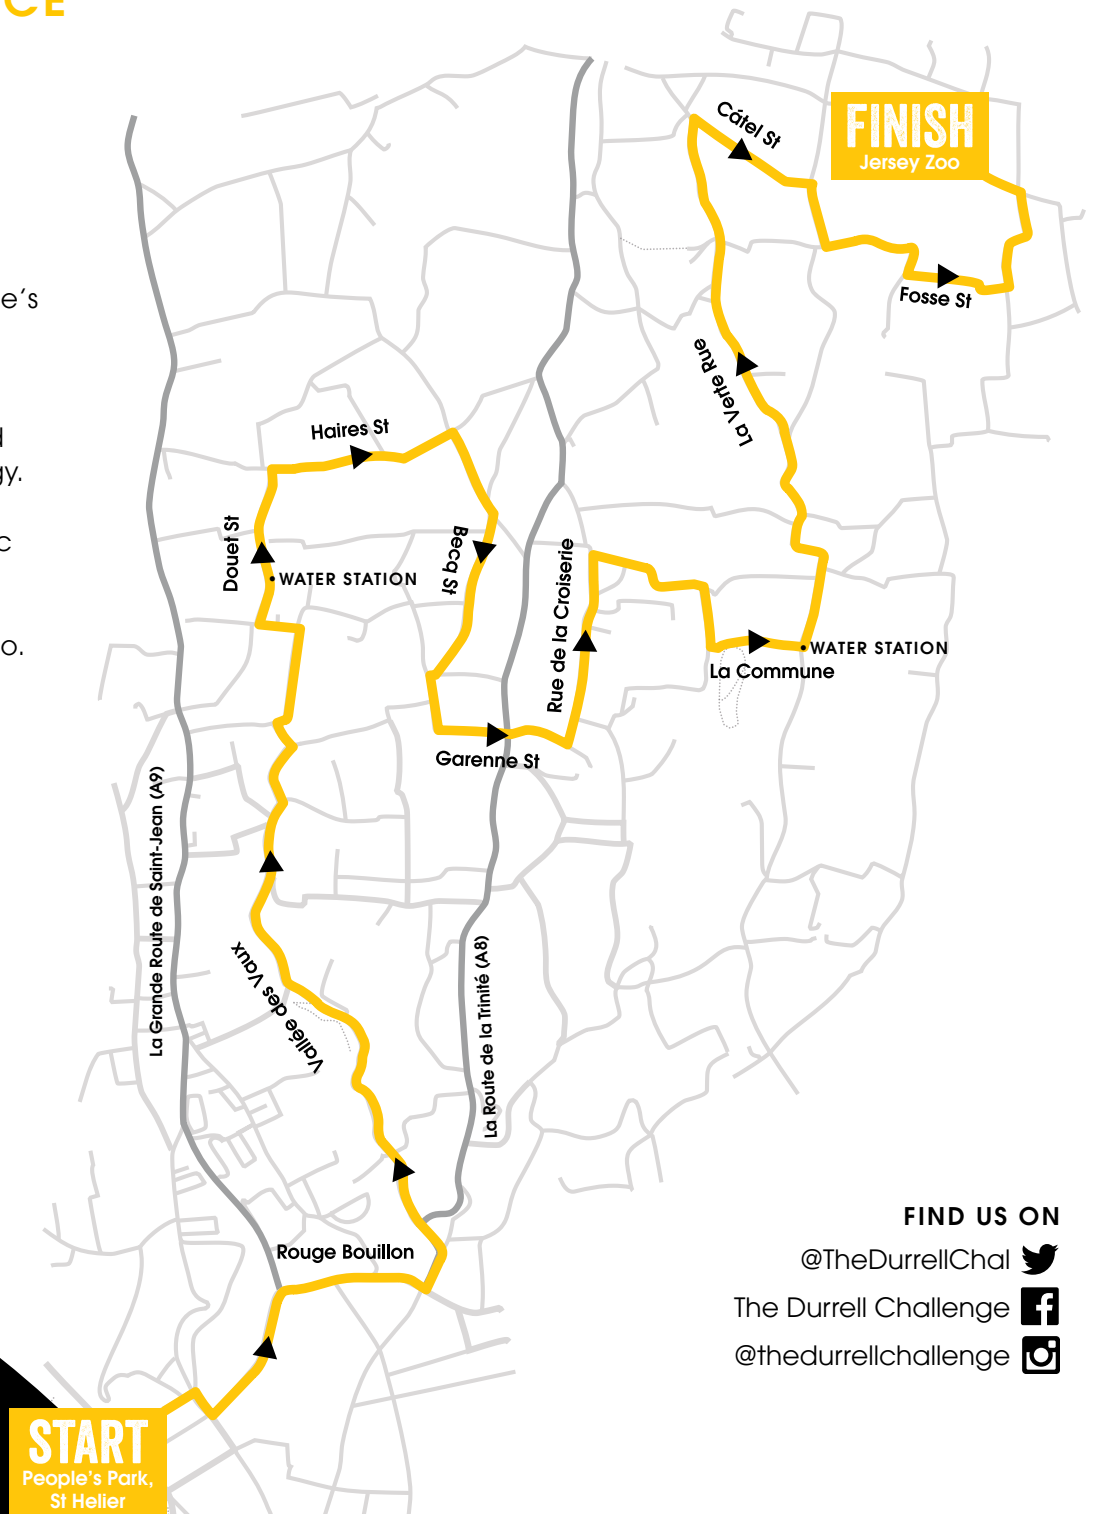 CE
e's
gy.
c
o.
FINISH
Jersey Zoo
Câtel St
Fosse St
La Verte Rue
Haires St
Douet St
WATER STATION
Becq St
Rue de la Croiserie
WATER STATION
La Commune
Garenne St
La Grande Route de Saint-Jean (A9)
Vallée des Vaux
La Route de la Trinité (A8)
Rouge Bouillon
START
People's Park,
St Helier
FIND US ON
@TheDurrellChal
The Durrell Challenge
@thedurrellchallenge